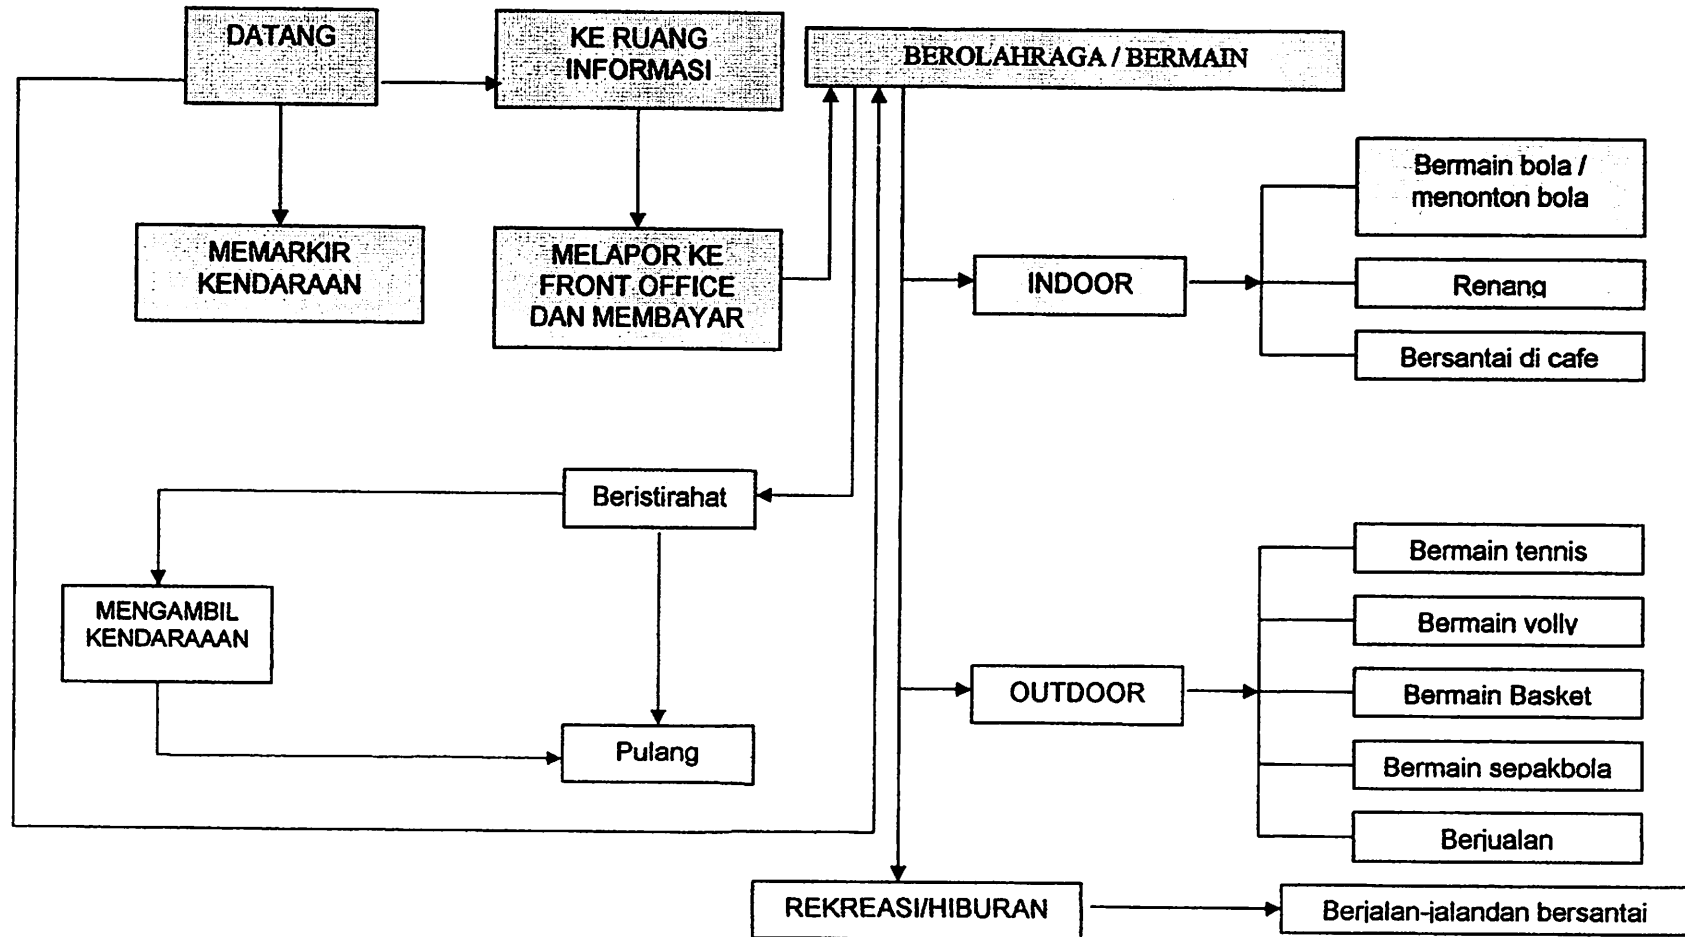 DATANG
KE RUANG
INFORMASI
BEROLAHRAGA / BERMAIN
MEMARKIR
KENDARAAN
MELAPOR KE
FRONT OFFICE
DAN MEMBAYAR
INDOOR
Bermain bola /
menonton bola
Renang
Bersantai di cafe
Beristirahat
MENGAMBIL
KENDARAAAN
Pulang
OUTDOOR
Bermain tennis
Bermain volly
Bermain Basket
Bermain sepakbola
Berjualan
REKREASI/HIBURAN
Berjalan-jalandan bersantai